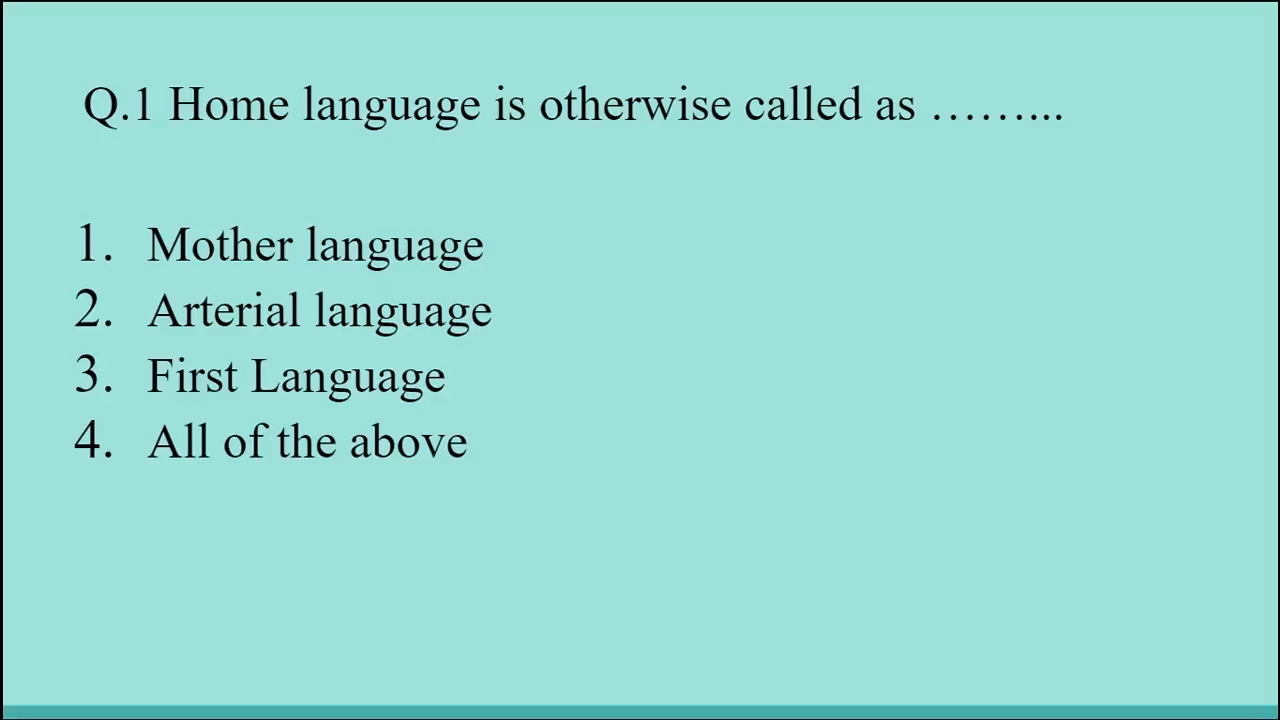 Q.1 Home language is otherwise called as ……...
1. Mother language
2. Arterial language
3. First Language
4. All of the above